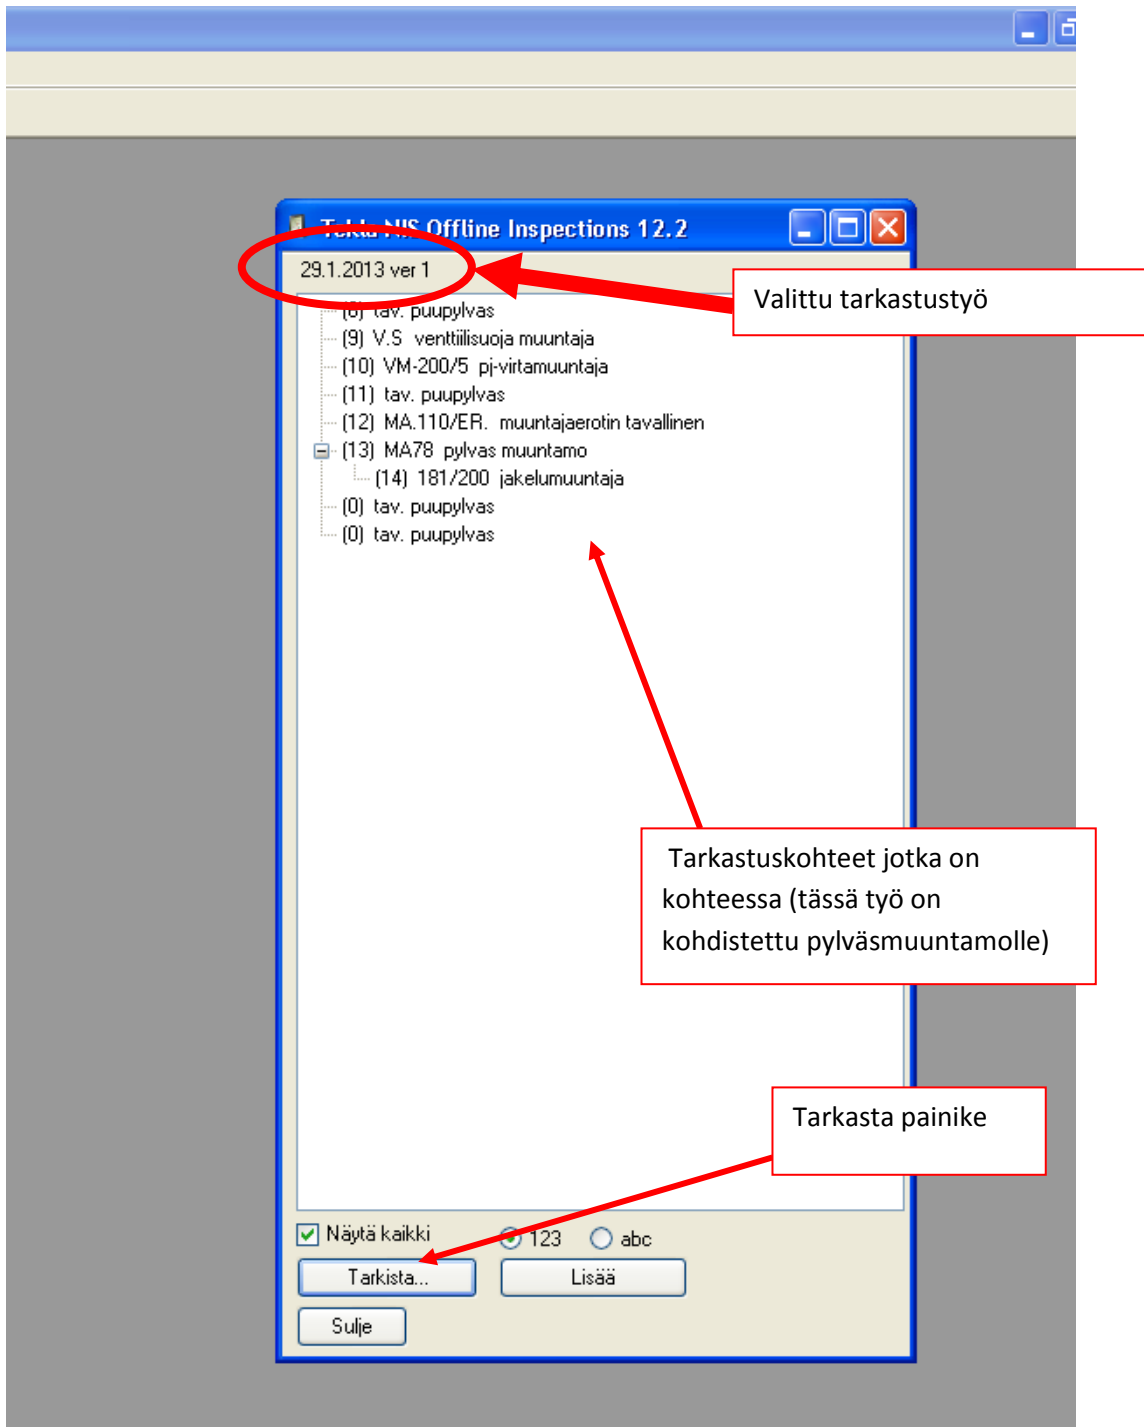 Tekla NIS Offline Inspections 12.2
29.1.2013 ver 1
Valittu tarkastustyö
(8) tav. puupylvas
(9) V.S venttiilisuoja muuntaja
(10) VM-200/5 pj-virtamuuntaja
(11) tav. puupylvas
(12) MA.110/ER. muuntajaerotin tavallinen
(13) MA78 pylvas muuntamo
(14) 181/200 jakelumuuntaja
(0) tav. puupylvas
(0) tav. puupylvas
Tarkastuskohteet jotka on
kohteessa (tässä työ on
kohdistettu pylväsmuuntamolle)
Tarkasta painike
Näytä kaikki 123 abc
Tarkista... Lisää
Sulje